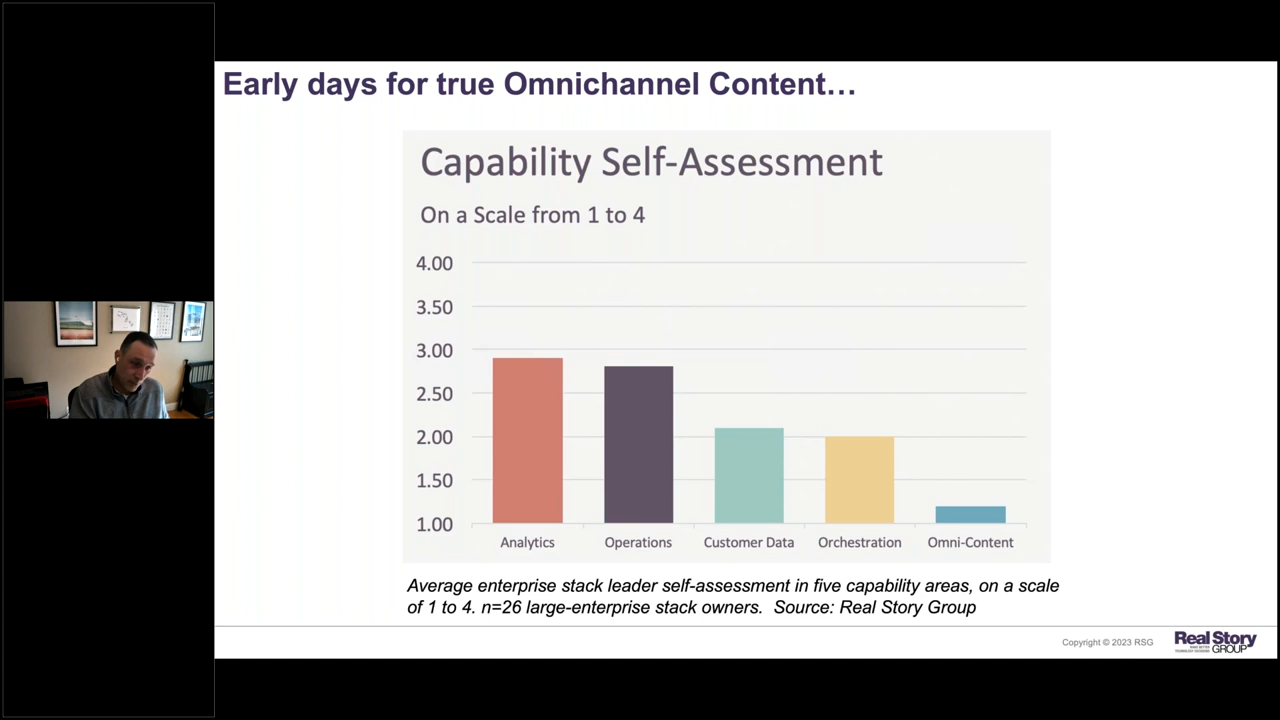 Early days for true Omnichannel Content…
Capability Self-Assessment
On a Scale from 1 to 4
4.00
3.50
3.00
2.50
2.00
1.50
1.00
Analytics Operations Customer Data Orchestration Omni-Content
Average enterprise stack leader self-assessment in five capability areas, on a scale
of 1 to 4. n=26 large-enterprise stack owners. Source: Real Story Group
Copyright © 2023 RSG
Real Story
GROUP